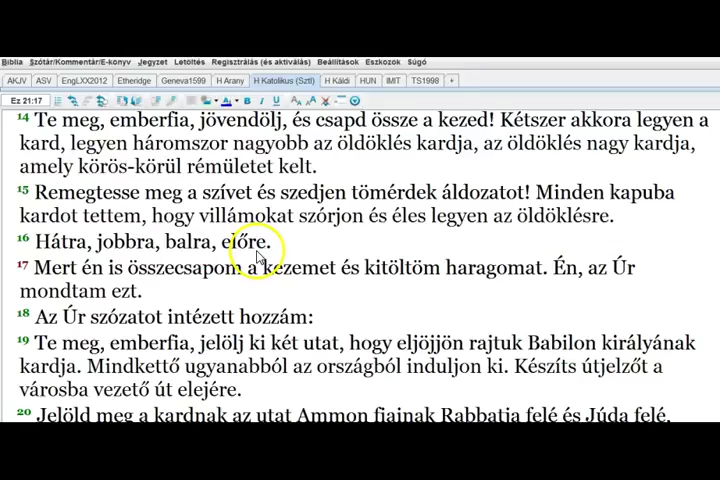 Biblia Szótár/Kommentár/E-könyv Jegyzet Letöltés Regisztrálás (és aktiválás) Beállítások Eszkozök Súgó
AKJV ASV EngLXX2012 Etheridge Geneva1599 H Arany H Katolikus (Sztl) H Káldi HUN IMIT TS1998 +
Ez 21:17
14 Te meg, emberfia, jövendölj, és csapd össze a kezed! Kétszer akkora legyen a
kard, legyen háromszor nagyobb az öldöklés kardja, az öldöklés nagy kardja,
amely körös-körül rémületet kelt.
15 Remegtesse meg a szívet és szedjen tömérdek áldozatot! Minden kapuba
kardot tettem, hogy villámokat szórjon és éles legyen az öldöklésre.
16 Hátra, jobbra, balra, előre.
17 Mert én is összecsapom a kezemet és kitöltöm haragomat. Én, az Úr
mondtam ezt.
18 Az Úr szózatot intézett hozzám:
19 Te meg, emberfia, jelölj ki két utat, hogy eljöjjön rajtuk Babilon királyának
kardja. Mindkettő ugyanabból az országból induljon ki. Készíts útjelzőt a
városba vezető út elejére.
20 Jelöld meg a kardnak az utat Ammon fiainak Rabbatja felé és Júda felé,